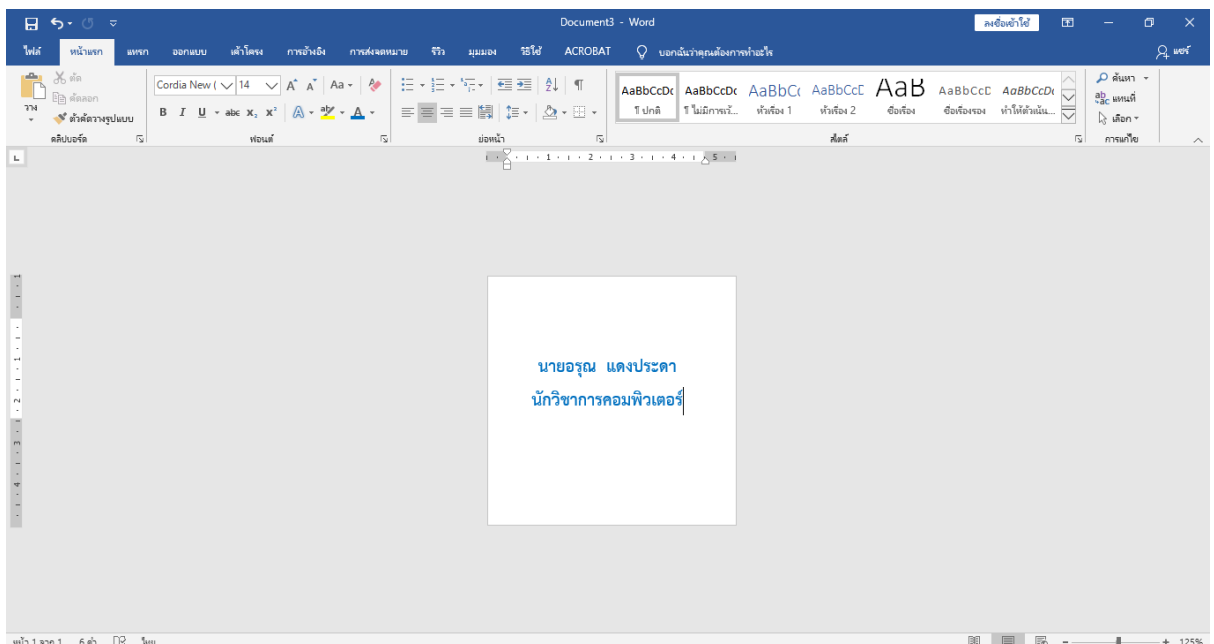 Document3 - Word
ลงชื่อเข้าใช้
ไฟล์ หน้าแรก แทรก ออกแบบ เค้าโครง การอ้างอิง การส่งจดหมาย รีวิว มุมมอง วิธีใช้ ACROBAT บอกฉันว่าคุณต้องการทำอะไร แชร์
วาง
ตัด
คัดลอก
ตัวคัดวางรูปแบบ
คลิปบอร์ด
Cordia New ( 14
ฟอนต์
ย่อหน้า
AaBbCcDc AaBbCcDc AaBbCc AaBbCcC AaB AaBbCcC AaBbCcDc
ปกติ ไม่มีการเว้... หัวเรื่อง 1 หัวเรื่อง 2 ชื่อเรื่อง ชื่อเรื่องรอง ทำให้ตัวเน้น...
สไตล์
ค้นหา
แทนที่
เลือก
การแก้ไข
1 2 3 4 5
นายอรุณ แดงประดา
นักวิชาการคอมพิวเตอร์
หน้า 1 จาก 1 6 คำ ไทย 125%